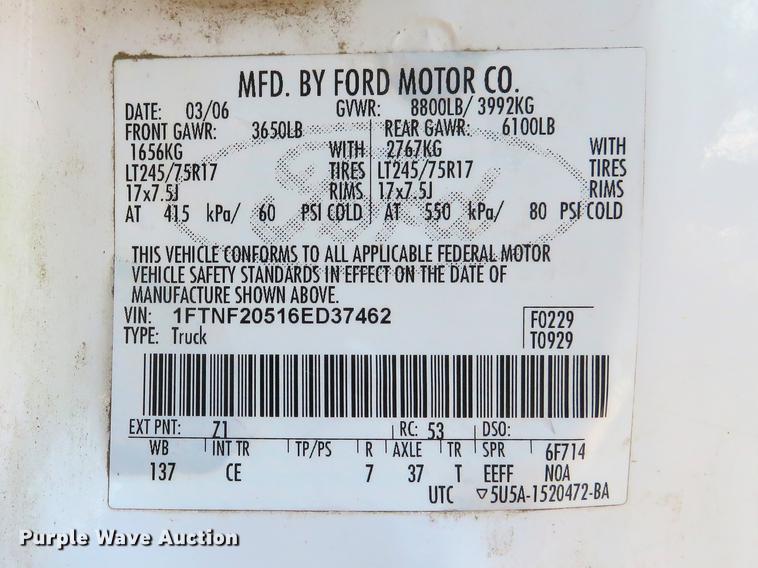 MFD. BY FORD MOTOR CO.
DATE: 03/06 GVWR: 8800LB/ 3992KG
FRONT GAWR: 3650LB REAR GAWR: 6100LB
1656KG WITH 2767KG WITH
LT245/75R17 TIRES LT245/75R17 TIRES
17x7.5J RIMS 17x7.5J RIMS
AT 415 kPa/ 60 PSI COLD AT 550 kPa/ 80 PSI COLD
Ford
THIS VEHICLE CONFORMS TO ALL APPLICABLE FEDERAL MOTOR
VEHICLE SAFETY STANDARDS IN EFFECT ON THE DATE OF
MANUFACTURE SHOWN ABOVE.
VIN: 1FTNF20516ED37462 F0229
TYPE: Truck T0929
EXT PNT: Z1 RC: 53 DSO:
WB INT TR TP/PS R AXLE TR SPR 6F714
137 CE 7 37 T EEFF NOA
UTC ▽5U5A-1520472-BA
Purple Wave Auction